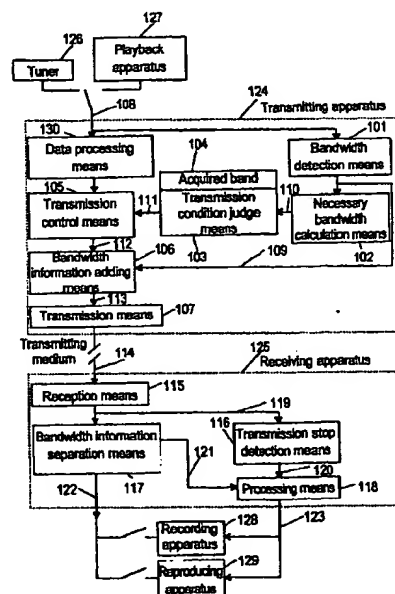 127
126
Playback
apparatus
Tuner
108
124
Transmitting apparatus
130
101
Data processing
means
104
Bandwidth
detection means
105
Acquired band
Transmission
control means
111
Transmission
condition judge
means
110
Necessary
bandwidth
calculation means
112
106
103
109
102
Bandwidth
information adding
means
113
Transmission means
107
Transmitting
medium
114
125
Receiving apparatus
Reception means
115
119
116
Bandwidth information
separation means
121
Transmission stop
detection means
120
122
117
Processing means
118
128
123
Recording
apparatus
129
Reproducing
apparatus